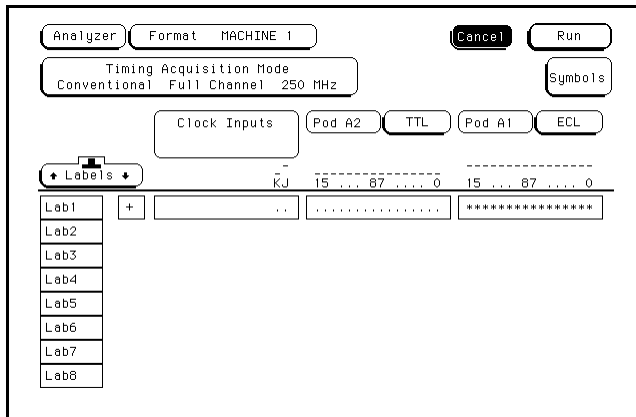 Analyzer Format MACHINE 1 Cancel Run
Timing Acquisition Mode
Conventional Full Channel 250 MHz
Symbols
Clock Inputs Pod A2 TTL Pod A1 ECL
↑ Labels ↓ KJ 15 ... 87 .... 0 15 ... 87 .... 0
Lab1 + .. ................ ****************
Lab2
Lab3
Lab4
Lab5
Lab6
Lab7
Lab8